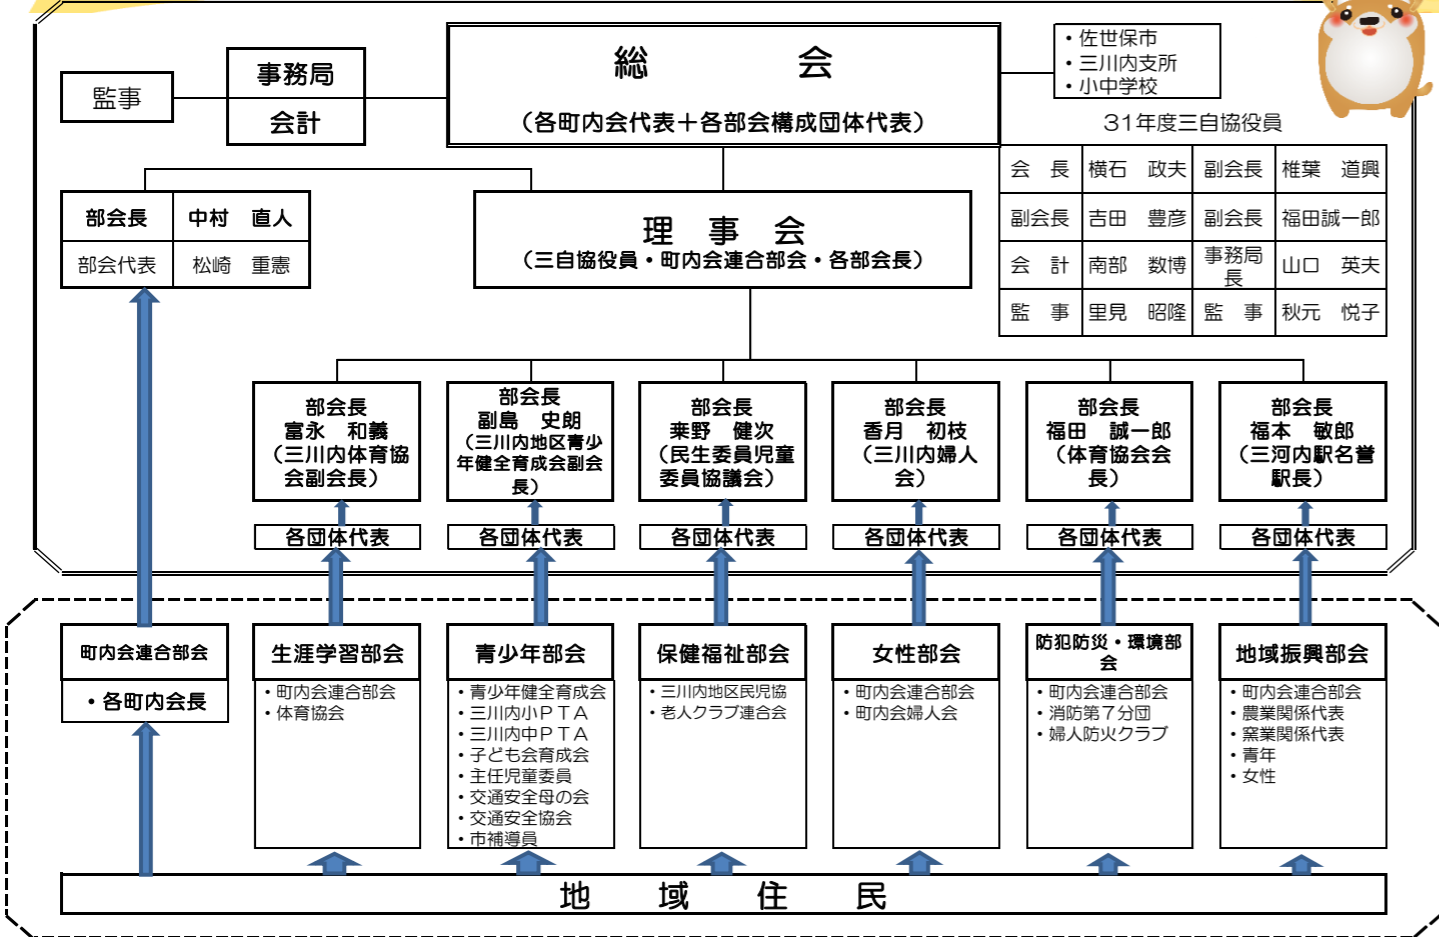 総　会
（各町内会代表＋各部会構成団体代表）
監事
事務局
会計
・佐世保市
・三川内支所
・小中学校
31年度三自協役員
会　長　横石　政夫　副会長　椎葉　道興
副会長　吉田　豊彦　副会長　福田誠一郎
会　計　南部　数博　事務局長　山口　英夫
監　事　里見　昭隆　監　事　秋元　悦子
部会長　中村　直人
部会代表　松崎　重憲
理　事　会
（三自協役員・町内会連合部会・各部会長）
部会長
富永　和義
（三川内体育協
会副会長）
部会長
副島　史朗
（三川内地区青少
年健全育成会副会
長）
部会長
乗野　健次
（民生委員児童
委員協議会）
部会長
香月　初枝
（三川内婦人
会）
部会長
福田　誠一郎
（体育協会会
長）
部会長
福本　敏郎
（三河内駅名誉
駅長）
各団体代表
各団体代表
各団体代表
各団体代表
各団体代表
各団体代表
町内会連合部会
・各町内会長
生涯学習部会
・町内会連合部会
・体育協会
青少年部会
・青少年健全育成会
・三川内小ＰＴＡ
・三川内中ＰＴＡ
・子ども会育成会
・主任児童委員
・交通安全母の会
・交通安全協会
・市補導員
保健福祉部会
・三川内地区民児協
・老人クラブ連合会
女性部会
・町内会連合部会
・町内会婦人会
防犯防災・環境部
会
・町内会連合部会
・消防第７分団
・婦人防火クラブ
地域振興部会
・町内会連合部会
・農業関係代表
・窯業関係代表
・青年
・女性
地　域　住　民